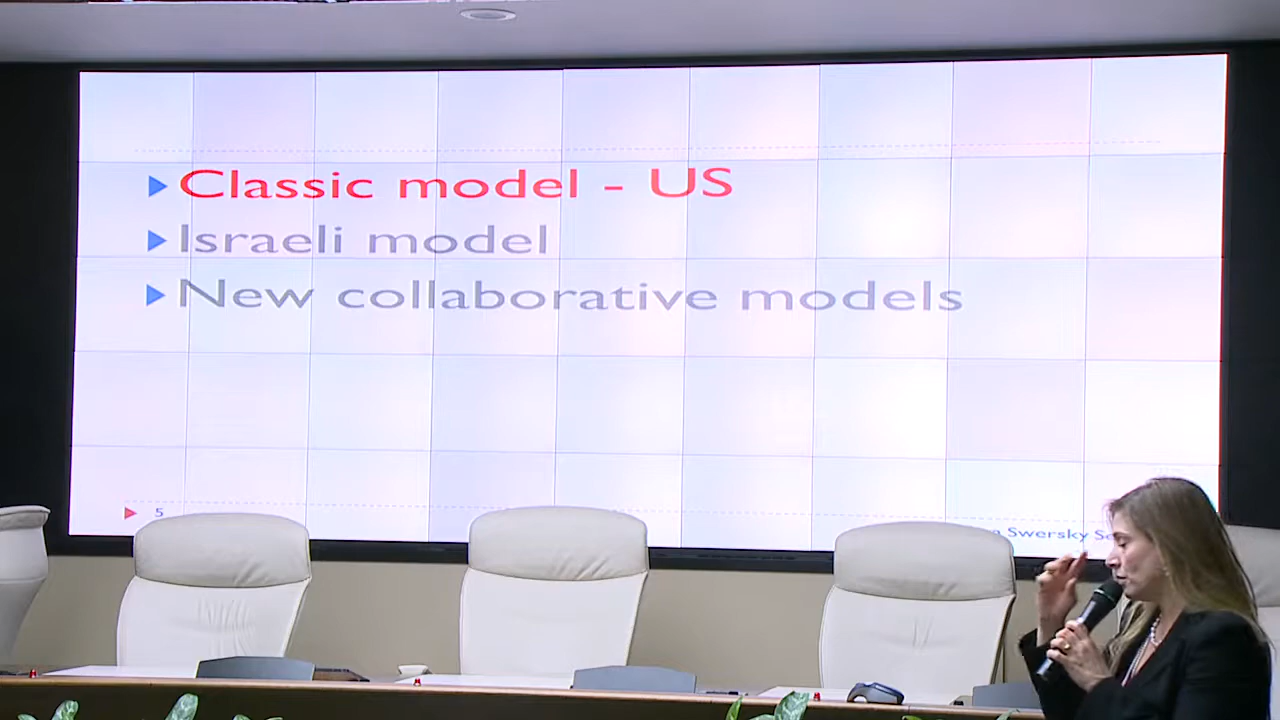 Classic model - US
Israeli model
New collaborative models
5
Swersky